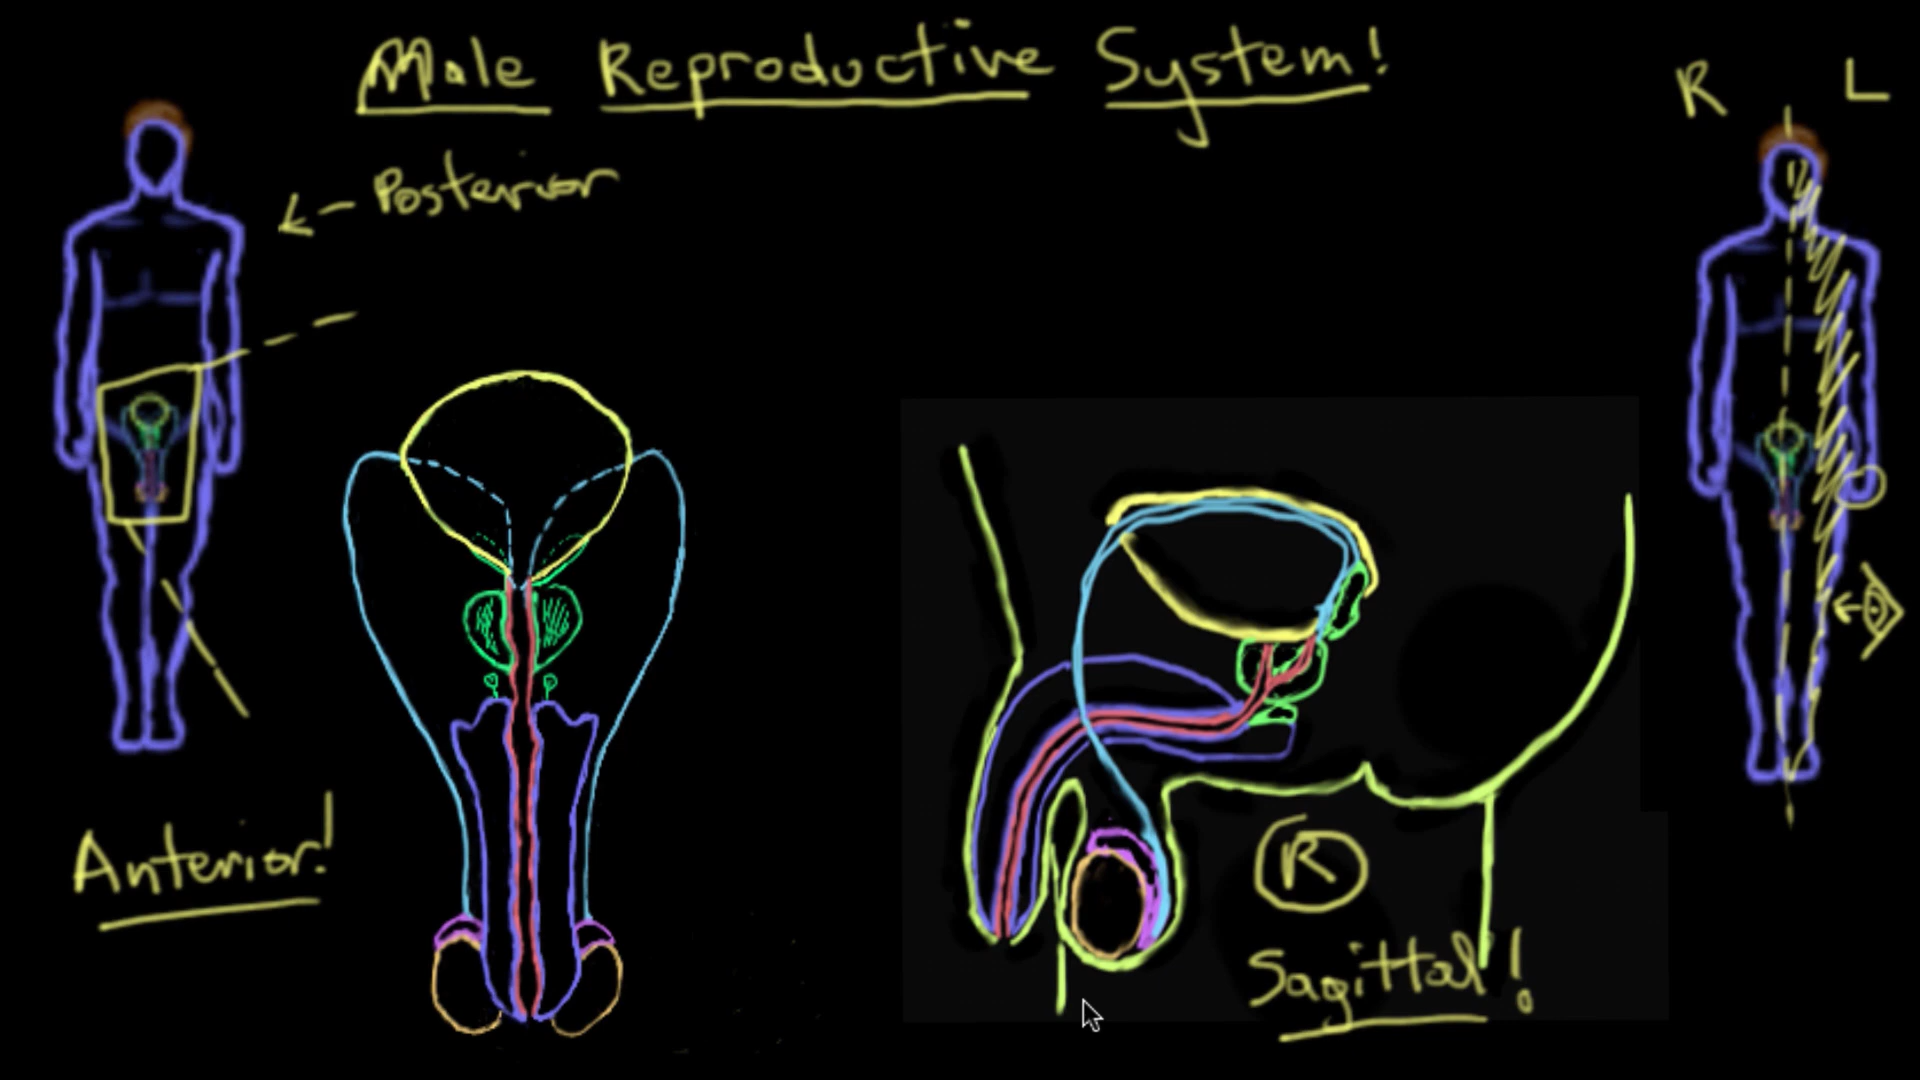 Male Reproductive System!
R L
Posterior
Anterior!
R
Sagittal!